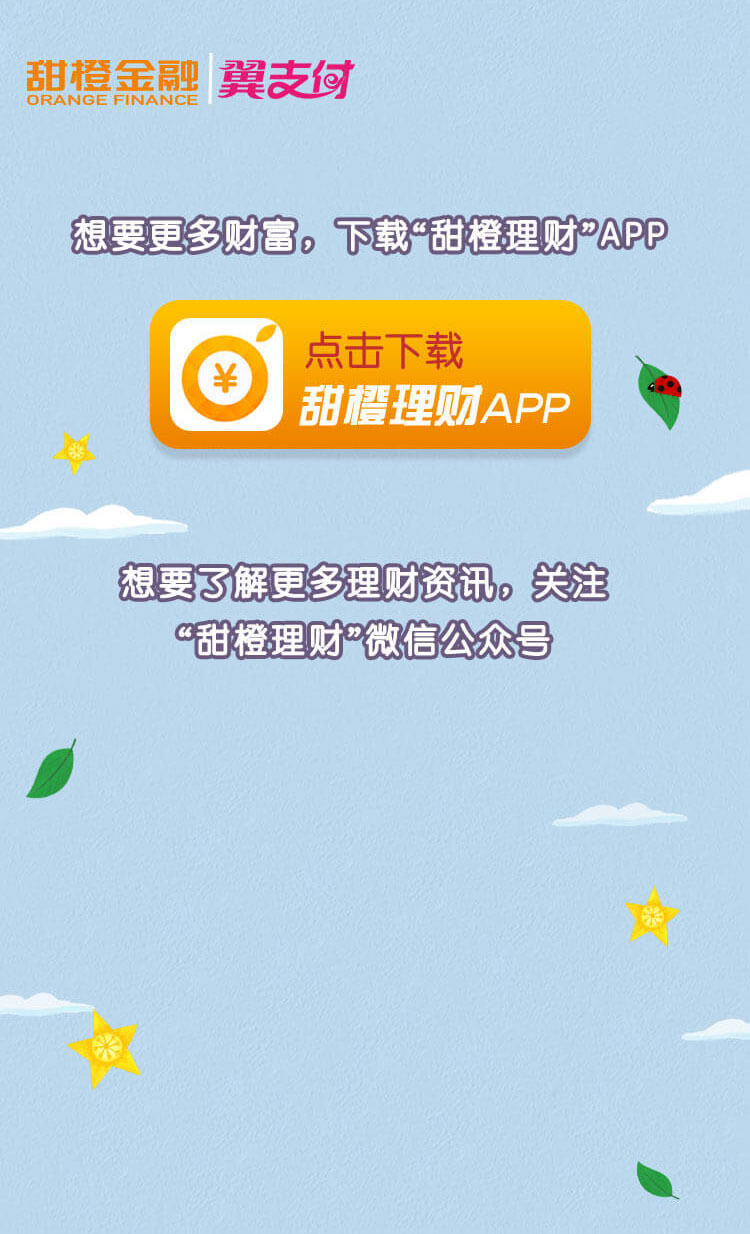 甜橙金融 翼支付
ORANGE FINANCE
想要更多财富，下载“甜橙理财”APP
点击下载
¥
甜橙理财APP
想要了解更多理财资讯，关注
“甜橙理财”微信公众号